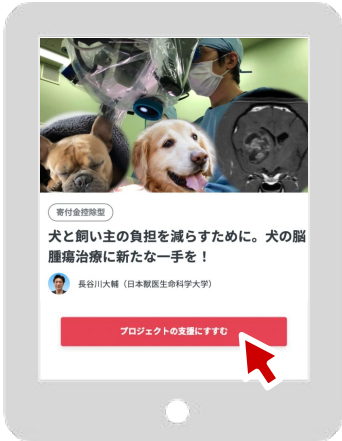 寄付金控除型
犬と飼い主の負担を減らすために。犬の脳
腫瘍治療に新たな一手を！
長谷川大輔（日本獣医生命科学大学）
プロジェクトの支援にすすむ